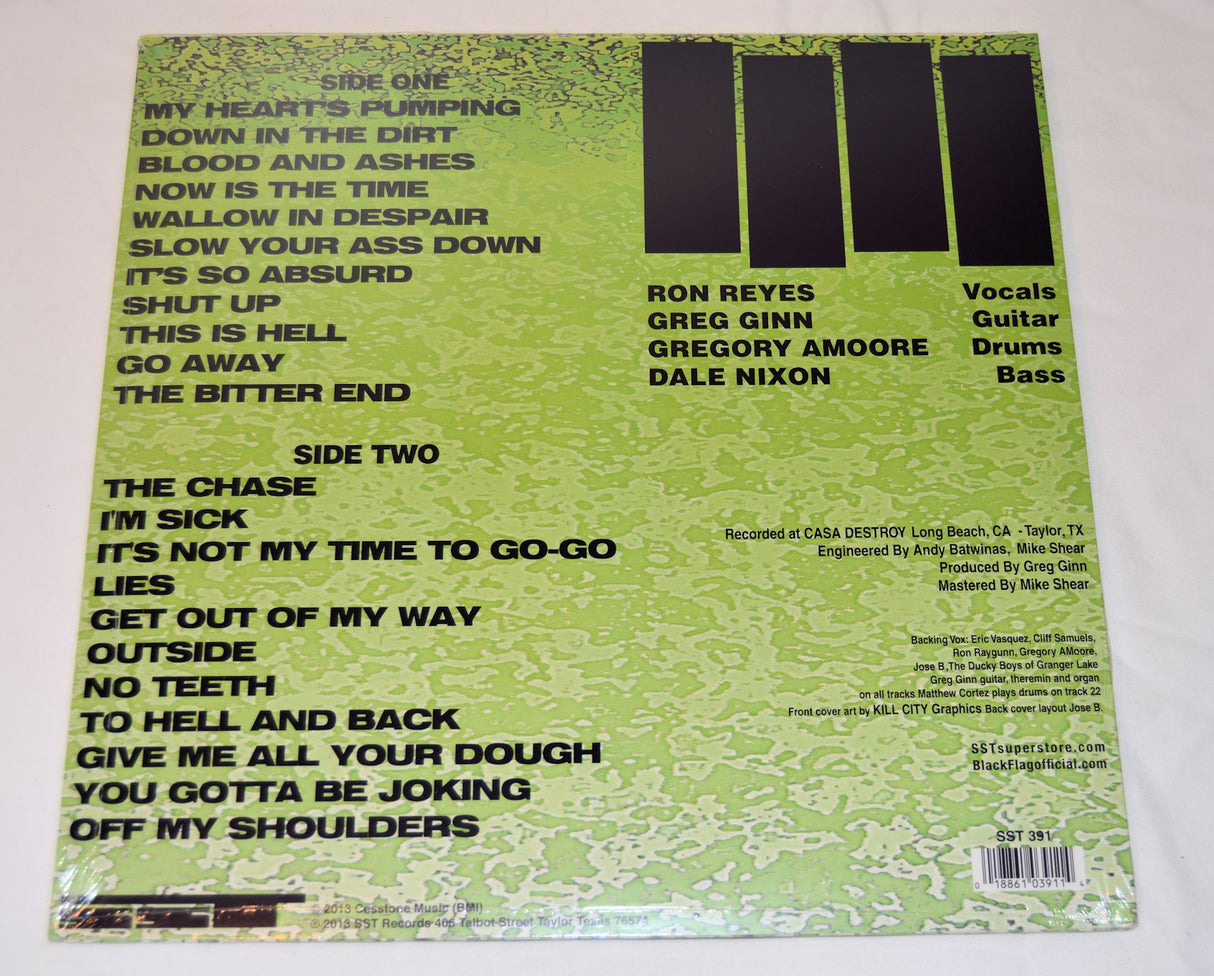 SIDE ONE
MY HEART'S PUMPING
DOWN IN THE DIRT
BLOOD AND ASHES
NOW IS THE TIME
WALLOW IN DESPAIR
SLOW YOUR ASS DOWN
IT'S SO ABSURD
SHUT UP
THIS IS HELL
GO AWAY
THE BITTER END
SIDE TWO
THE CHASE
I'M SICK
IT'S NOT MY TIME TO GO-GO
LIES
GET OUT OF MY WAY
OUTSIDE
NO TEETH
TO HELL AND BACK
GIVE ME ALL YOUR DOUGH
YOU GOTTA BE JOKING
OFF MY SHOULDERS
RON REYES Vocals
GREG GINN Guitar
GREGORY AMOORE Drums
DALE NIXON Bass
Recorded at CASA DESTROY Long Beach, CA - Taylor, TX
Engineered By Andy Batwinas, Mike Shear
Produced By Greg Ginn
Mastered By Mike Shear
Backing Vox: Eric Vasquez, Cliff Samuels,
Ron Raygunn, Gregory AMoore,
Jose B,The Ducky Boys of Granger Lake
Greg Ginn guitar, theremin and organ
on all tracks Matthew Cortez plays drums on track 22
Front cover art by KILL CITY Graphics Back cover layout Jose B.
SSTsuperstore.com
BlackFlagofficial.com
SST 391
0 18861 03911 4
SST
© 2013 Cesstone Music (BMI)
℗ 2013 SST Records 406 Talbot Street Taylor Texas 76574